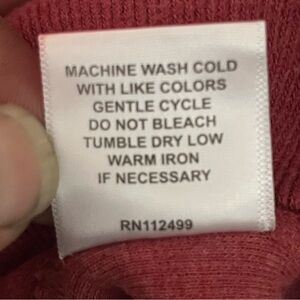 MACHINE WASH COLD
WITH LIKE COLORS
GENTLE CYCLE
DO NOT BLEACH
TUMBLE DRY LOW
WARM IRON
IF NECESSARY
RN112499